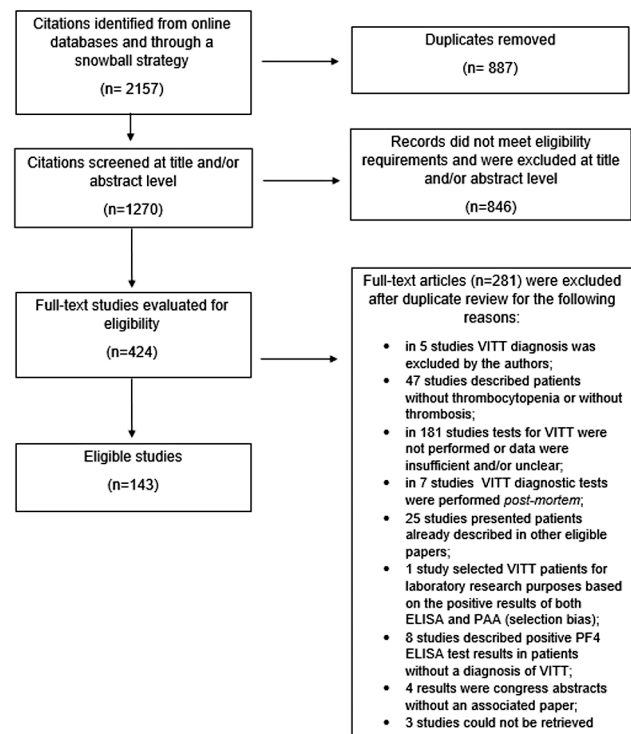 Citations identified from online
databases and through a
snowball strategy
(n= 2157)
Duplicates removed
(n= 887)
Citations screened at title and/or
abstract level
(n=1270)
Records did not meet eligibility
requirements and were excluded at title
and/or abstract level
(n=846)
Full-text studies evaluated for
eligibility
(n=424)
Full-text articles (n=281) were excluded
after duplicate review for the following
reasons:
• in 5 studies VITT diagnosis was
excluded by the authors;
• 47 studies described patients
without thrombocytopenia or without
thrombosis;
• in 181 studies tests for VITT were
not performed or data were
insufficient and/or unclear;
• in 7 studies VITT diagnostic tests
were performed post-mortem;
• 25 studies presented patients
already described in other eligible
papers;
• 1 study selected VITT patients for
laboratory research purposes based
on the positive results of both
ELISA and PAA (selection bias);
• 8 studies described positive PF4
ELISA test results in patients
without a diagnosis of VITT;
• 4 results were congress abstracts
without an associated paper;
• 3 studies could not be retrieved
Eligible studies
(n=143)